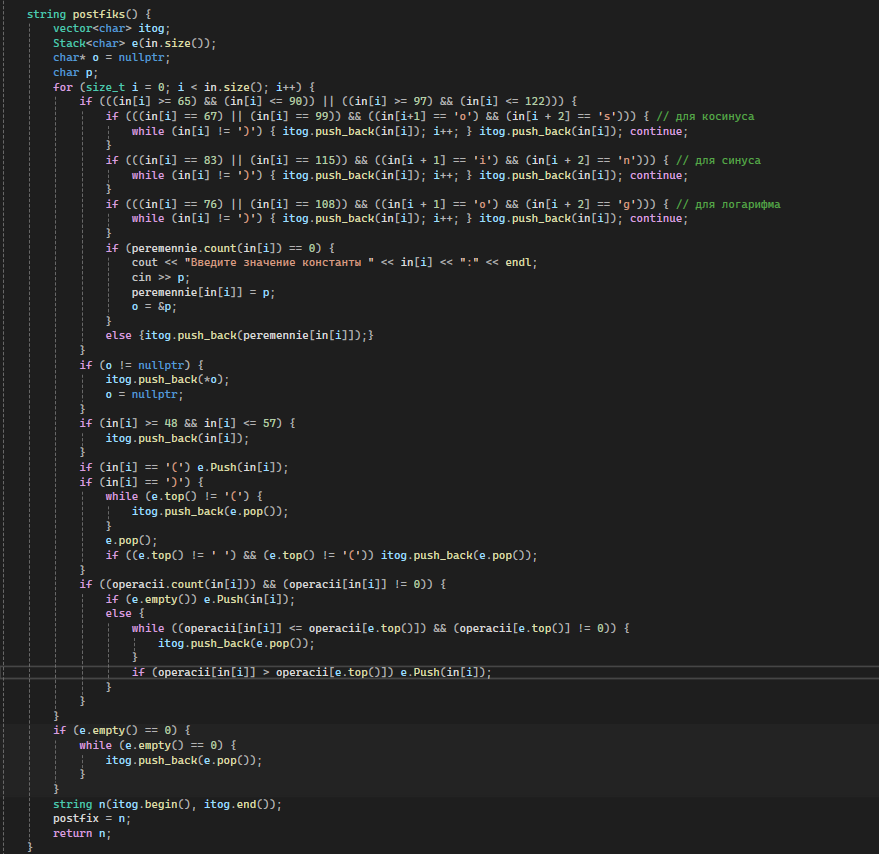 string postfiks() {
    vector<char> itog;
    Stack<char> e(in.size());
    char* o = nullptr;
    char p;
    for (size_t i = 0; i < in.size(); i++) {
        if (((in[i] >= 65) && (in[i] <= 90)) || ((in[i] >= 97) && (in[i] <= 122))) {
            if (((in[i] == 67) || (in[i] == 99)) && ((in[i+1] == 'o') && (in[i + 2] == 's'))) { // для косинуса
                while (in[i] != ')') { itog.push_back(in[i]); i++; } itog.push_back(in[i]); continue;
            }
            if (((in[i] == 83) || (in[i] == 115)) && ((in[i + 1] == 'i') && (in[i + 2] == 'n'))) { // для синуса
                while (in[i] != ')') { itog.push_back(in[i]); i++; } itog.push_back(in[i]); continue;
            }
            if (((in[i] == 76) || (in[i] == 108)) && ((in[i + 1] == 'o') && (in[i + 2] == 'g'))) { // для логарифма
                while (in[i] != ')') { itog.push_back(in[i]); i++; } itog.push_back(in[i]); continue;
            }
            if (peremennie.count(in[i]) == 0) {
                cout << "Введите значение константы " << in[i] << ":" << endl;
                cin >> p;
                peremennie[in[i]] = p;
                o = &p;
            }
            else {itog.push_back(peremennie[in[i]]);}
        }
        if (o != nullptr) {
            itog.push_back(*o);
            o = nullptr;
        }
        if (in[i] >= 48 && in[i] <= 57) {
            itog.push_back(in[i]);
        }
        if (in[i] == '(') e.Push(in[i]);
        if (in[i] == ')') {
            while (e.top() != '(') {
                itog.push_back(e.pop());
            }
            e.pop();
            if ((e.top() != ' ') && (e.top() != '(')) itog.push_back(e.pop());
        }
        if ((operacii.count(in[i])) && (operacii[in[i]] != 0)) {
            if (e.empty()) e.Push(in[i]);
            else {
                while ((operacii[in[i]] <= operacii[e.top()]) && (operacii[e.top()] != 0)) {
                    itog.push_back(e.pop());
                }
                if (operacii[in[i]] > operacii[e.top()]) e.Push(in[i]);
            }
        }
    }
    if (e.empty() == 0) {
        while (e.empty() == 0) {
            itog.push_back(e.pop());
        }
    }
    string n(itog.begin(), itog.end());
    postfix = n;
    return n;
}